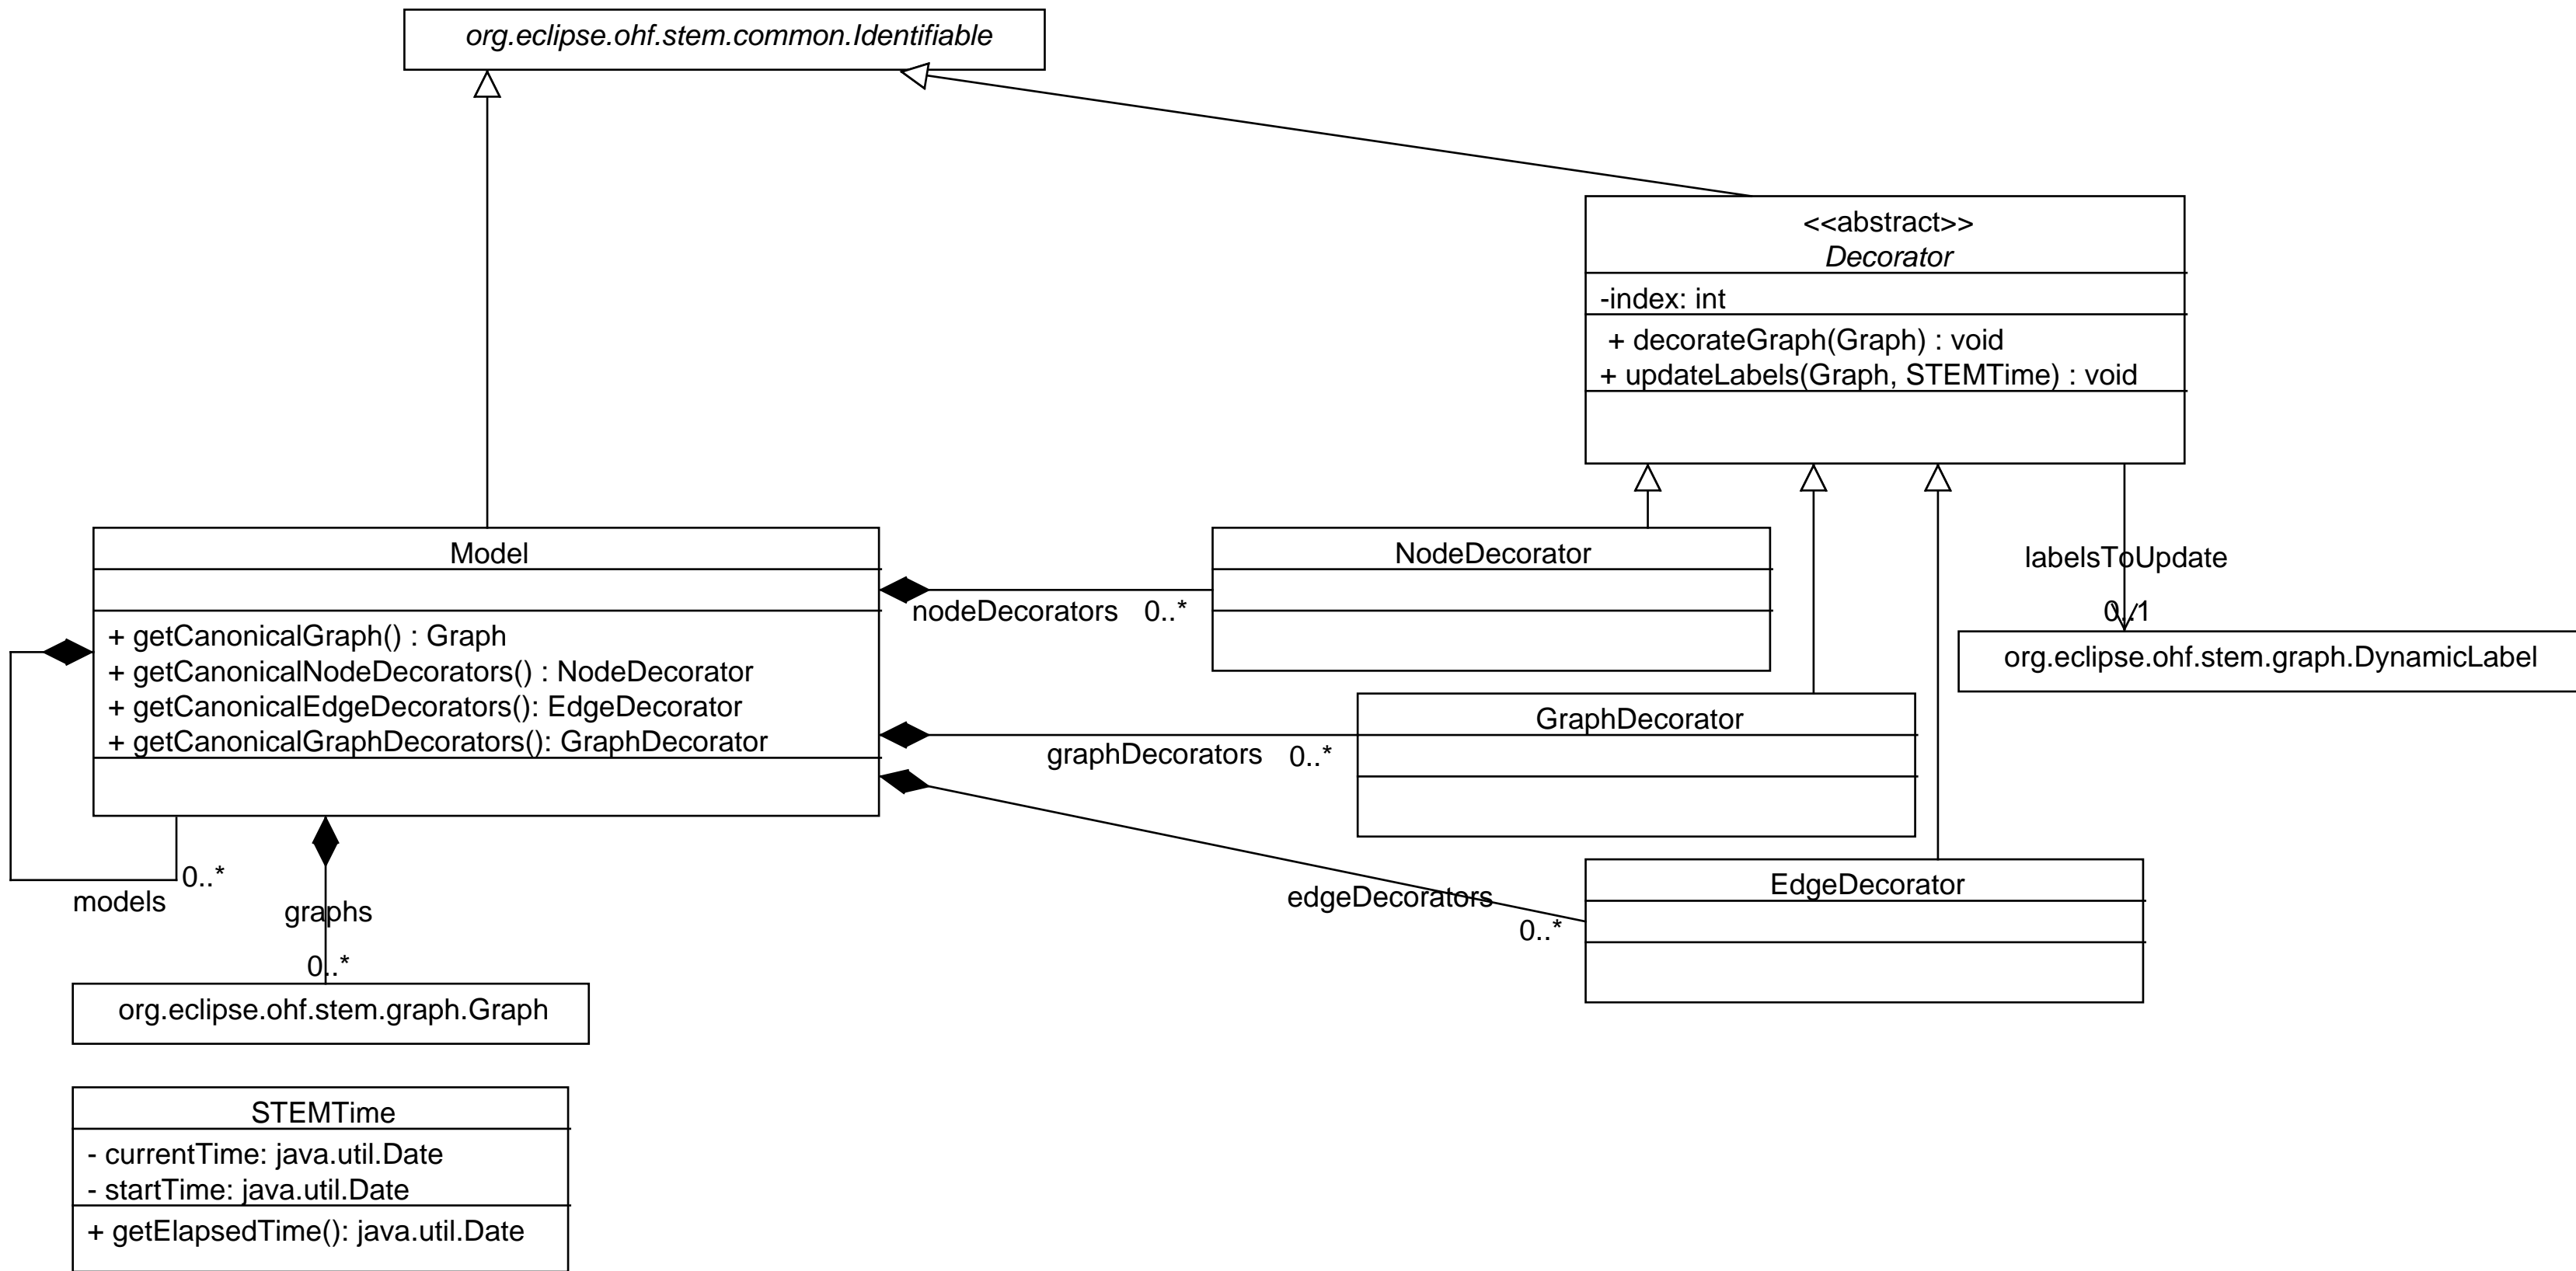 org.eclipse.ohf.stem.common.Identifiable
<<abstract>>
Decorator
-index: int
+ decorateGraph(Graph) : void
+ updateLabels(Graph, STEMTime) : void
Model
+ getCanonicalGraph() : Graph
+ getCanonicalNodeDecorators() : NodeDecorator
+ getCanonicalEdgeDecorators(): EdgeDecorator
+ getCanonicalGraphDecorators(): GraphDecorator
nodeDecorators 0..*
NodeDecorator
labelsToUpdate
0..1
org.eclipse.ohf.stem.graph.DynamicLabel
graphDecorators 0..*
GraphDecorator
edgeDecorators
0..*
EdgeDecorator
0..*
models
graphs
0..*
org.eclipse.ohf.stem.graph.Graph
STEMTime
- currentTime: java.util.Date
- startTime: java.util.Date
+ getElapsedTime(): java.util.Date